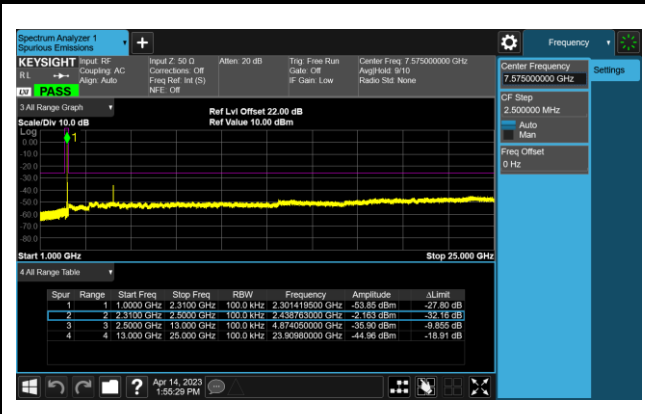 Spectrum Analyzer 1
Spurious Emissions
Frequency
KEYSIGHT
Input: RF
Input Z: 50 Ω
Atten: 20 dB
Trig: Free Run
Center Freq: 7.575000000 GHz
RL
Coupling: AC
Corrections: Off
Gate: Off
Avg|Hold: 9/10
Align: Auto
Freq Ref: Int (S)
IF Gain: Low
Radio Std: None
NFE: Off
LXI
PASS
3 All Range Graph
Ref Lvl Offset 22.00 dB
Scale/Div 10.0 dB
Ref Value 10.00 dBm
Log
1
0.00
-10.0
-20.0
-30.0
-40.0
-50.0
-60.0
-70.0
-80.0
Start 1.000 GHz
Stop 25.000 GHz
4 All Range Table
Spur Range Start Freq Stop Freq RBW Frequency Amplitude ΔLimit
1 1 1.0000 GHz 2.3100 GHz 100.0 kHz 2.301419500 GHz -53.85 dBm -27.80 dB
2 2 2.3100 GHz 2.5000 GHz 100.0 kHz 2.438763000 GHz -2.163 dBm -32.16 dB
3 3 2.5000 GHz 13.000 GHz 100.0 kHz 4.874050000 GHz -35.90 dBm -9.855 dB
4 4 13.000 GHz 25.000 GHz 100.0 kHz 23.90980000 GHz -44.96 dBm -18.91 dB
Center Frequency
7.575000000 GHz
Settings
CF Step
2.500000 MHz
Auto
Man
Freq Offset
0 Hz
?
Apr 14, 2023
1:55:29 PM